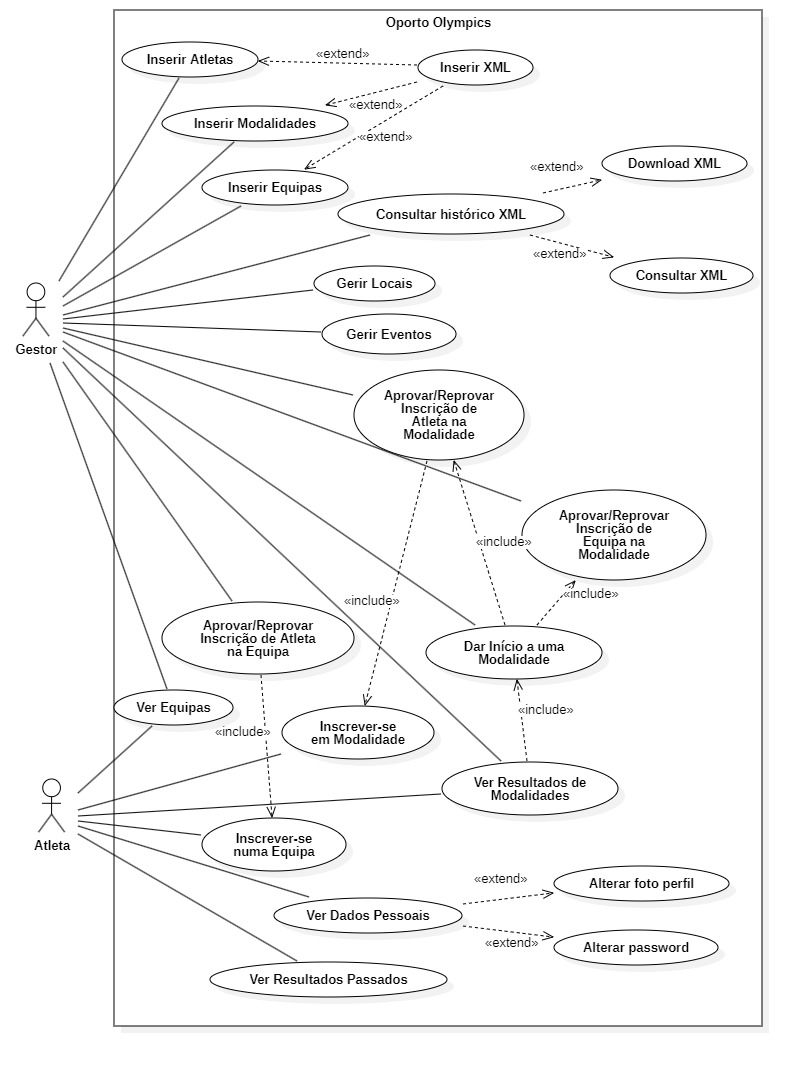 Oporto Olympics
Inserir Atletas
«extend»
Inserir XML
«extend»
Inserir Modalidades
«extend»
Download XML
«extend»
Inserir Equipas
Consultar histórico XML
«extend»
Consultar XML
Gerir Locais
Gestor
Gerir Eventos
Aprovar/Reprovar
Inscrição de
Atleta na
Modalidade
Aprovar/Reprovar
Inscrição de
Equipa na
Modalidade
«include»
«include»
«include»
Aprovar/Reprovar
Inscrição de Atleta
na Equipa
Dar Início a uma
Modalidade
Ver Equipas
«include»
«include»
Inscrever-se
em Modalidade
Ver Resultados de
Modalidades
Atleta
Inscrever-se
numa Equipa
«extend»
Alterar foto perfil
Ver Dados Pessoais
«extend»
Alterar password
Ver Resultados Passados